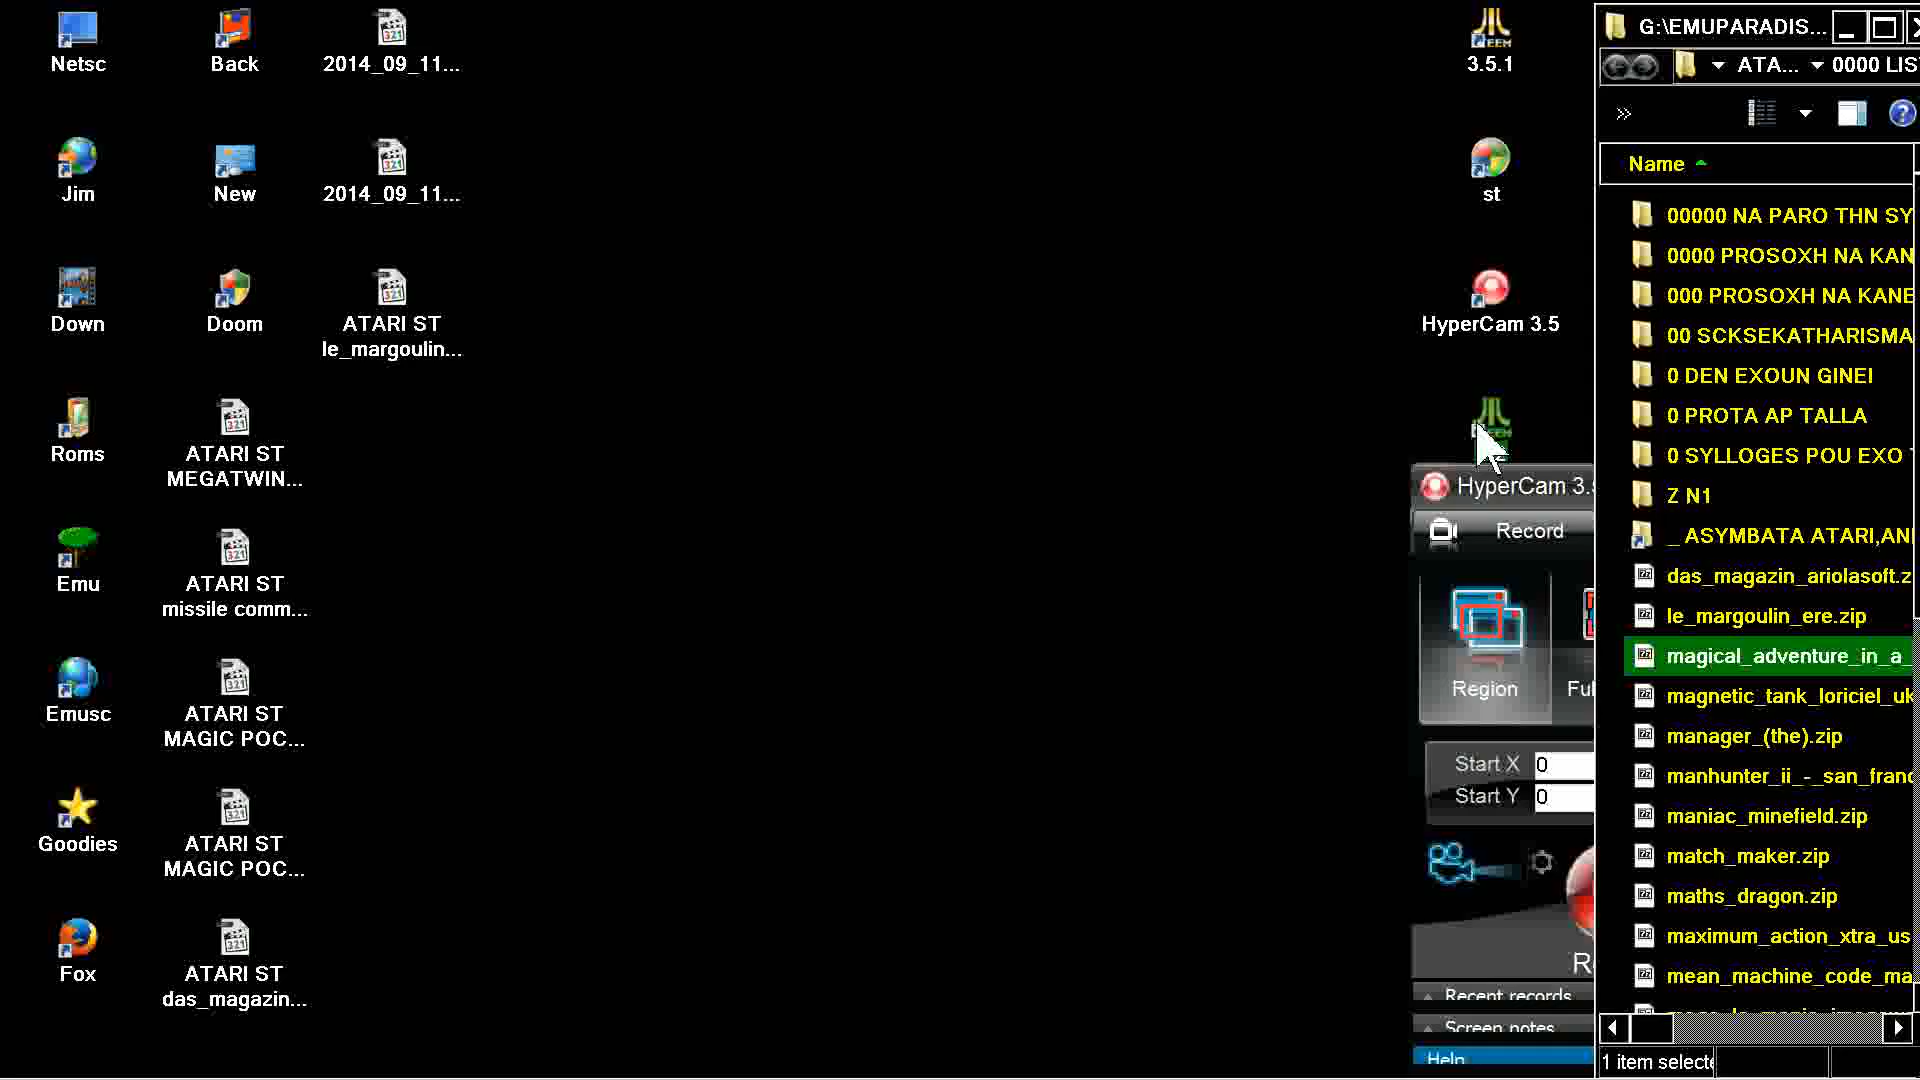 Netsc
Back
2014_09_11...
Jim
New
2014_09_11...
Down
Doom
ATARI ST
le_margoulin...
Roms
ATARI ST
MEGATWIN...
Emu
ATARI ST
missile comm...
Emusc
ATARI ST
MAGIC POC...
Goodies
ATARI ST
MAGIC POC...
Fox
ATARI ST
das_magazin...
3.5.1
st
HyperCam 3.5
HyperCam 3.5
Record
Region
Start X 0
Start Y 0
Recent records
Screen notes
Help
G:\EMUPARADIS...
ATA... 0000 LIS
Name
00000 NA PARO THN SY
0000 PROSOXH NA KAN
000 PROSOXH NA KANE
00 SCKSEKATHARISMA
0 DEN EXOUN GINEI
0 PROTA AP TALLA
0 SYLLOGES POU EXO
Z N1
_ ASYMBATA ATARI,AN
das_magazin_ariolasoft.z
le_margoulin_ere.zip
magical_adventure_in_a_
magnetic_tank_loriciel_uk
manager_(the).zip
manhunter_ii_-_san_franc
maniac_minefield.zip
match_maker.zip
maths_dragon.zip
maximum_action_xtra_us
mean_machine_code_ma
1 item selecte